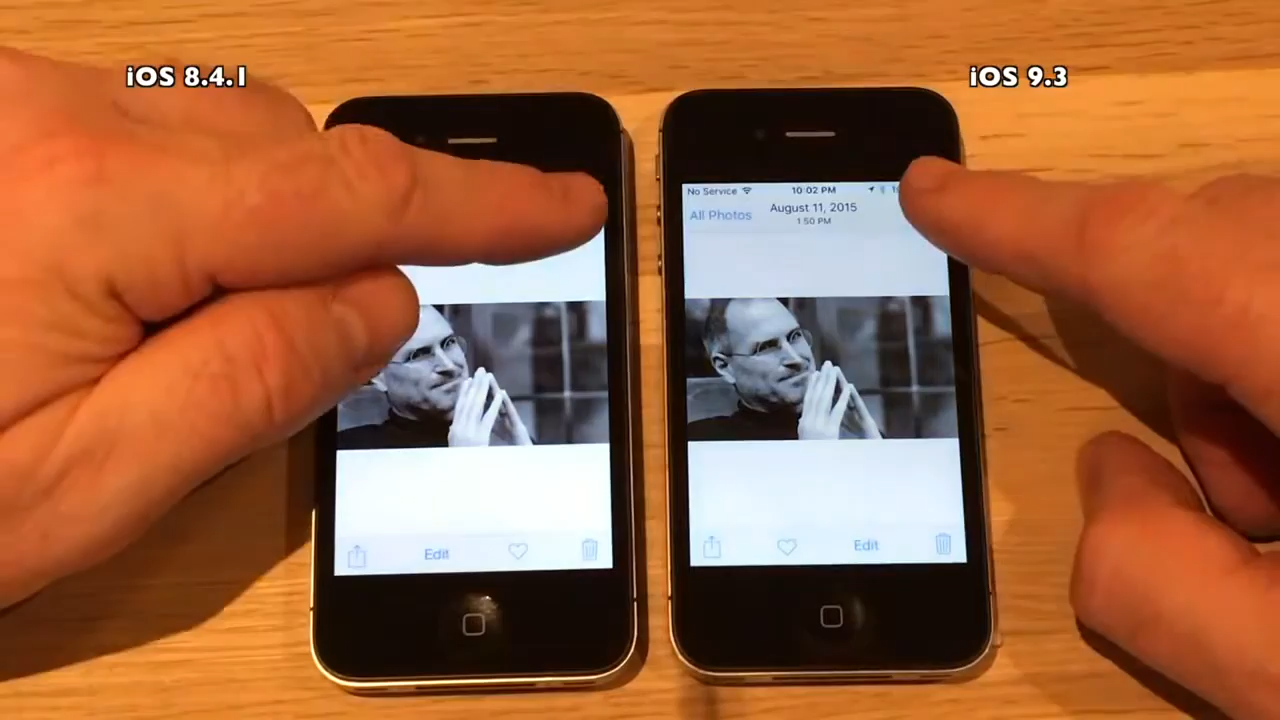 iOS 8.4.1
iOS 9.3
No Service 10:02 PM
All Photos
August 11, 2015
1:50 PM
Edit
Edit